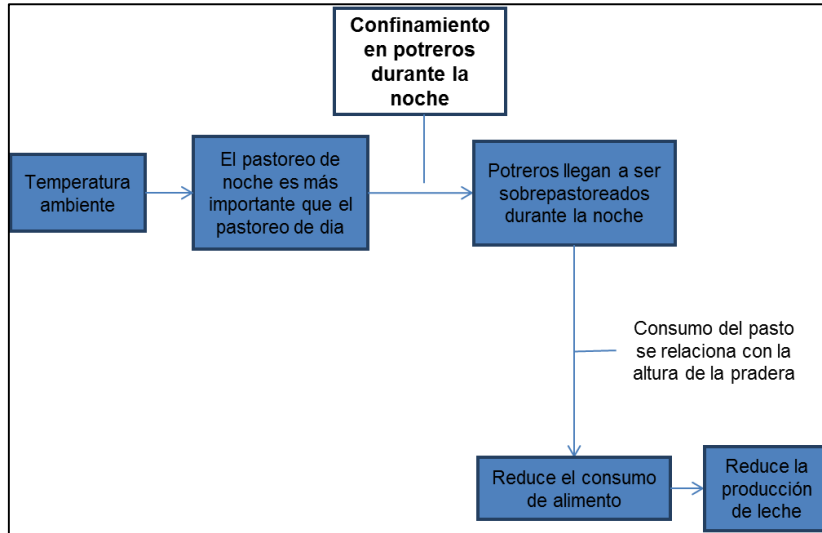 Confinamiento
en potreros
durante la
noche
Temperatura
ambiente
El pastoreo de
noche es más
importante que el
pastoreo de dia
Potreros llegan a ser
sobrepastoreados
durante la noche
Consumo del pasto
se relaciona con la
altura de la pradera
Reduce el consumo
de alimento
Reduce la
producción
de leche